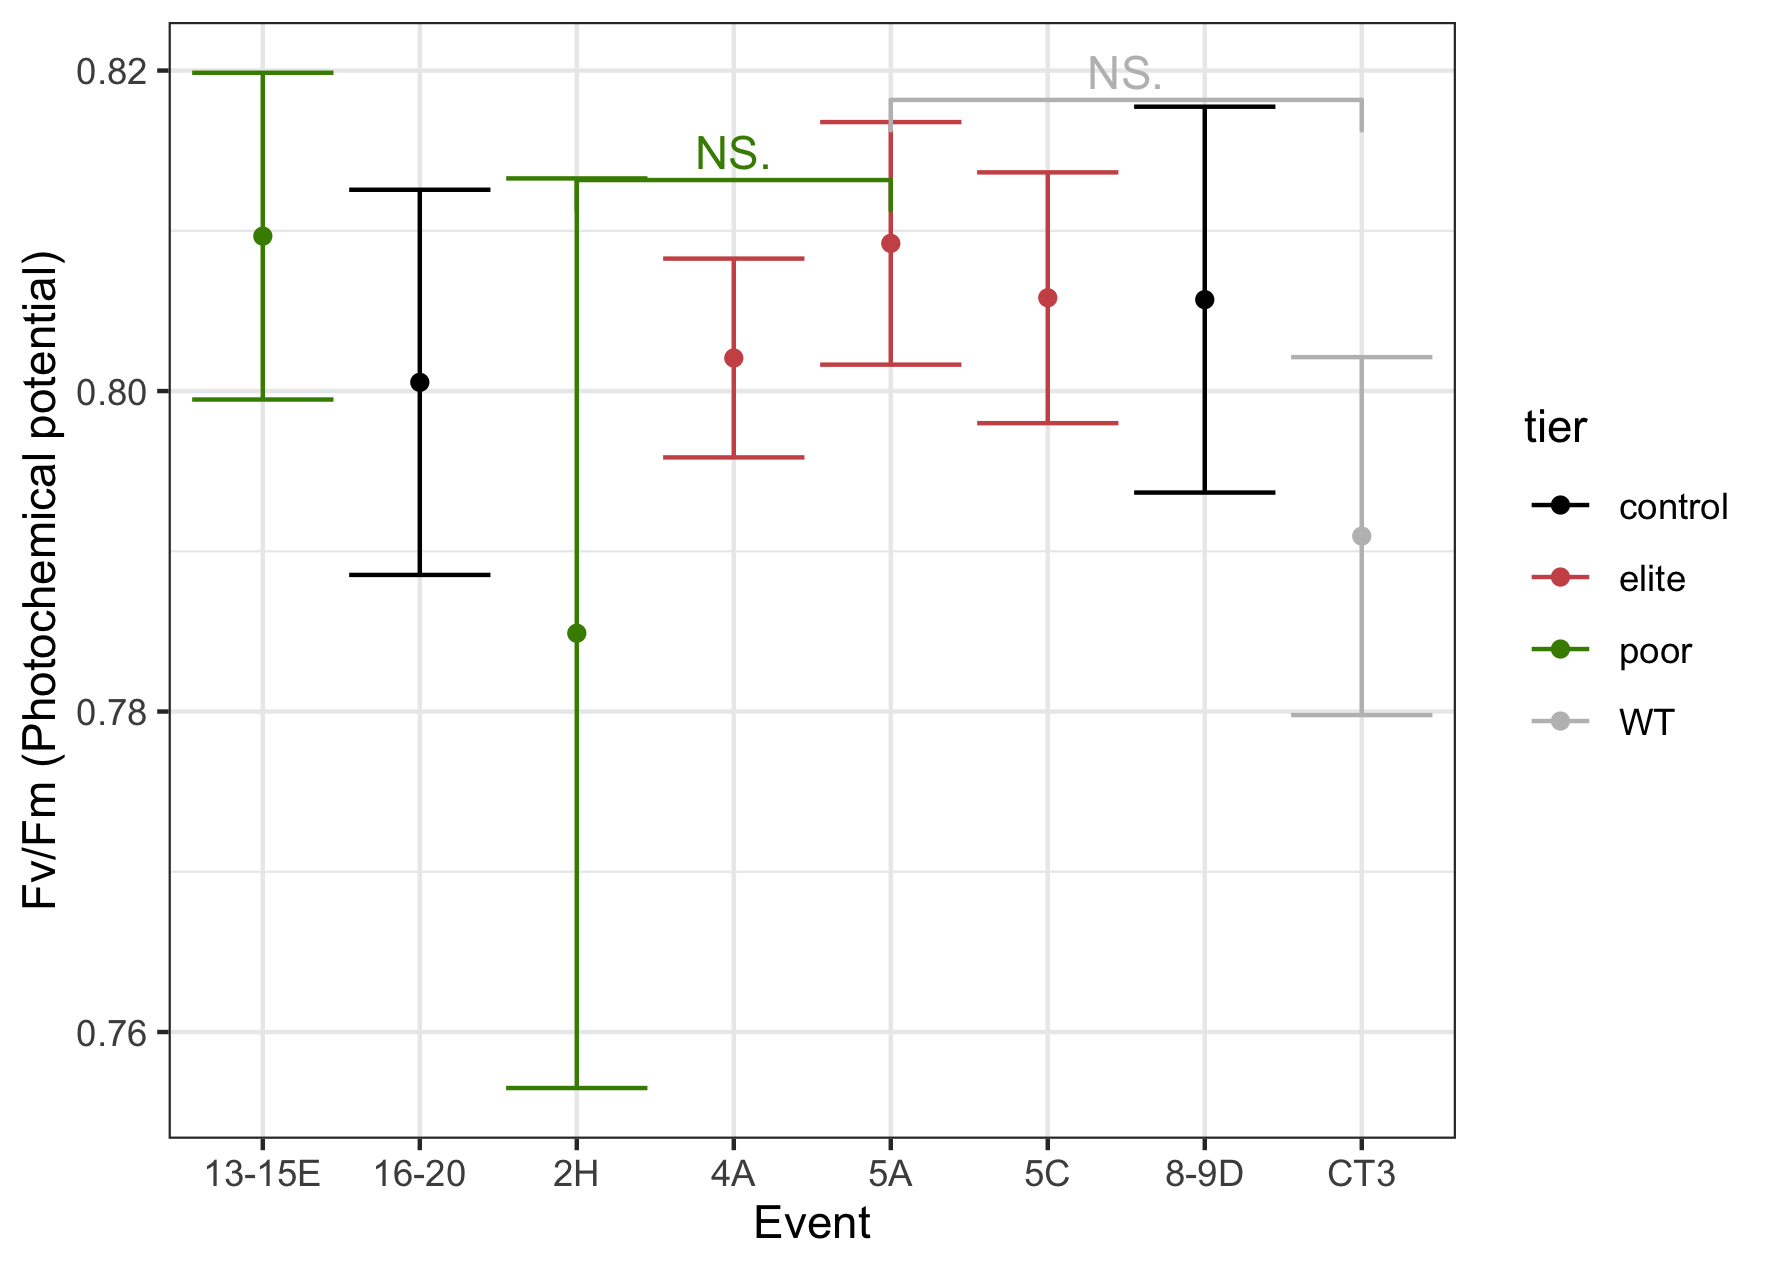 NS.
NS.
0.82
0.80
0.78
0.76
Fv/Fm (Photochemical potential)
13-15E 16-20 2H 4A 5A 5C 8-9D CT3
Event
tier
control
elite
poor
WT